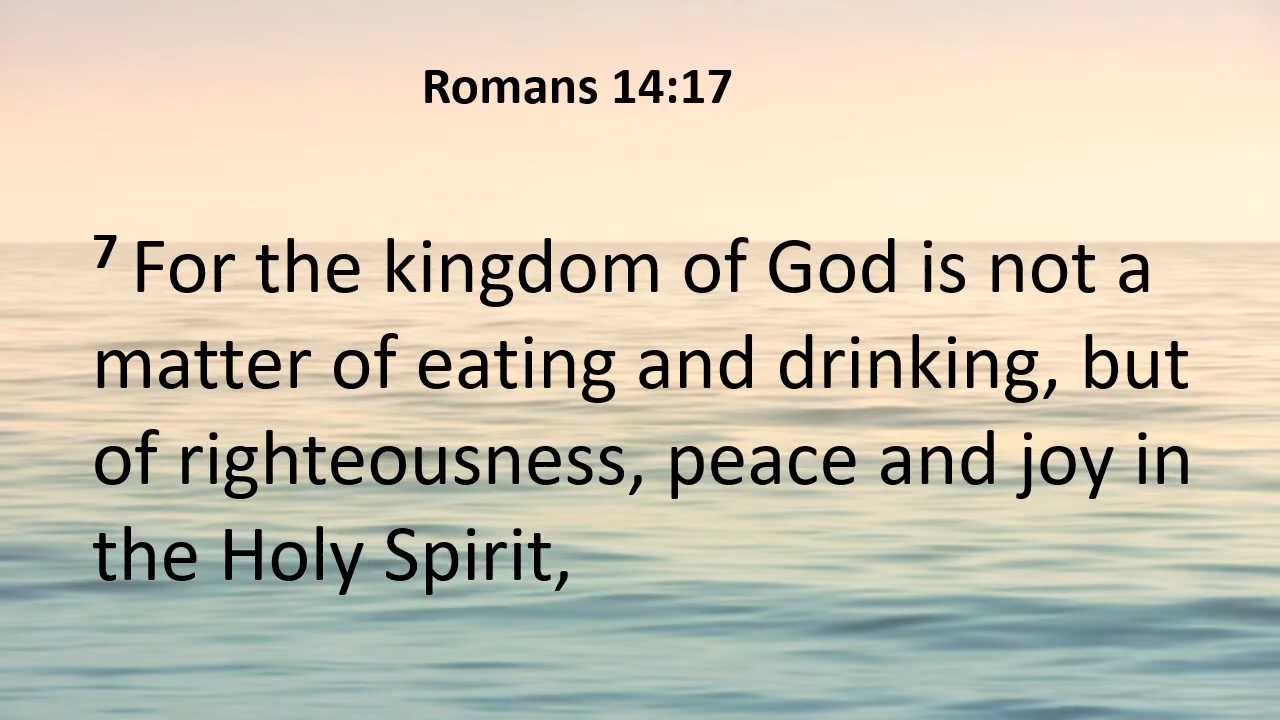 Romans 14:17
7 For the kingdom of God is not a
matter of eating and drinking, but
of righteousness, peace and joy in
the Holy Spirit,